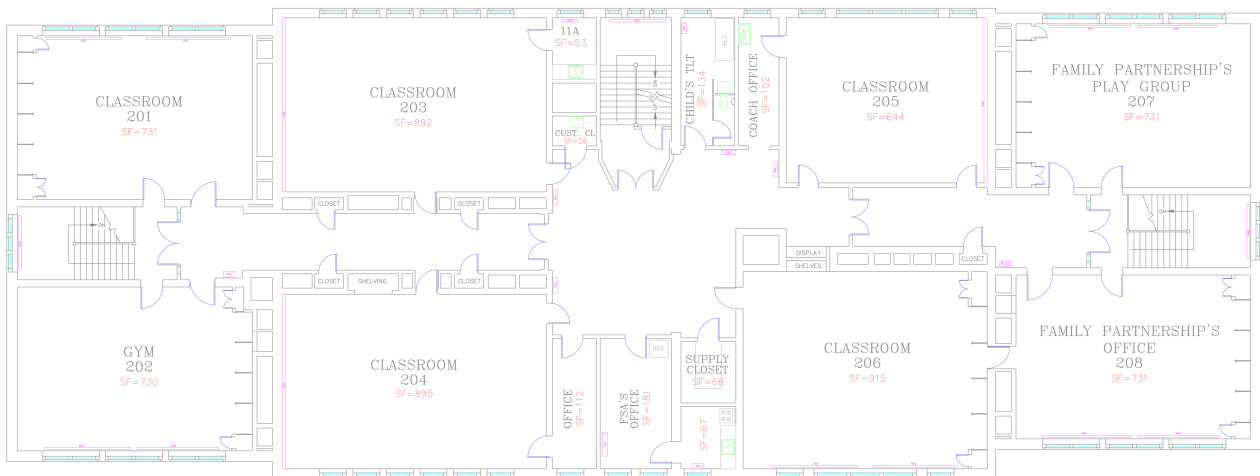 CLASSROOM
201
SF=731
CLASSROOM
203
SF=892
11A
SF=53
CUST. CL
SF=26
DN
UP
CHILD'S TLT
SF=134
BED
COACH OFFICE
SF=102
CLASSROOM
205
SF=644
FAMILY PARTNERSHIP'S
PLAY GROUP
207
SF=731
DN
CLOSET
CLOSET
DN
CLOSET
SHELVING
CLOSET
DISPLAY
SHELVES
CLOSET
GYM
202
SF=730
CLASSROOM
204
SF=895
OFFICE
SF=112
FSA'S
OFFICE
SF=181
REF
SUPPLY
CLOSET
SF=66
SF=67
CLASSROOM
206
SF=915
FAMILY PARTNERSHIP'S
OFFICE
208
SF=731